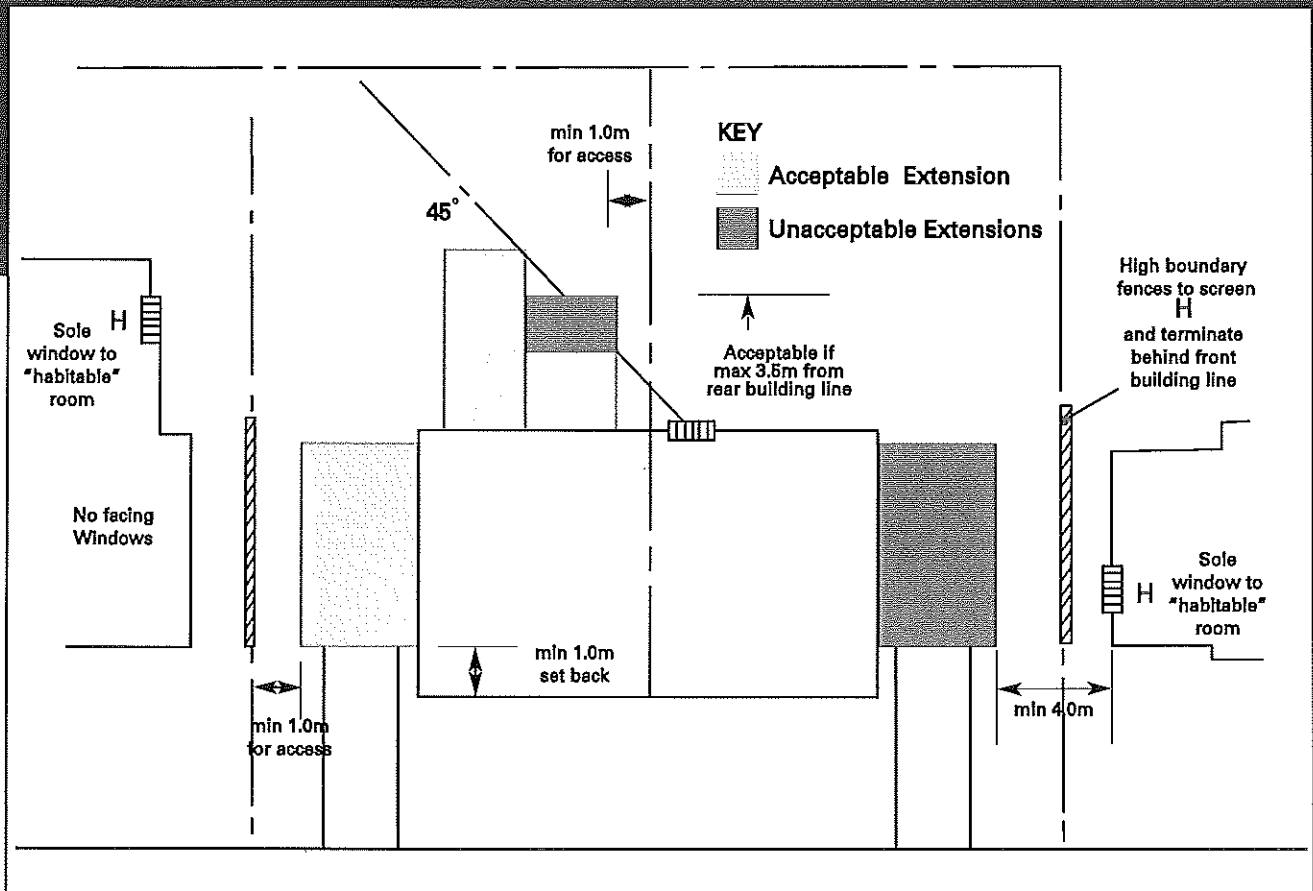 min 1.0m
for access
KEY
Acceptable Extension
Unacceptable Extensions
45°
High boundary
fences to screen
H
and terminate
behind front
building line
H
Sole
window to
"habitable"
room
Acceptable if
max 3.5m from
rear building line
No facing
Windows
H
Sole
window to
"habitable"
room
min 1.0m
set back
min 1.0m
for access
min 4.0m